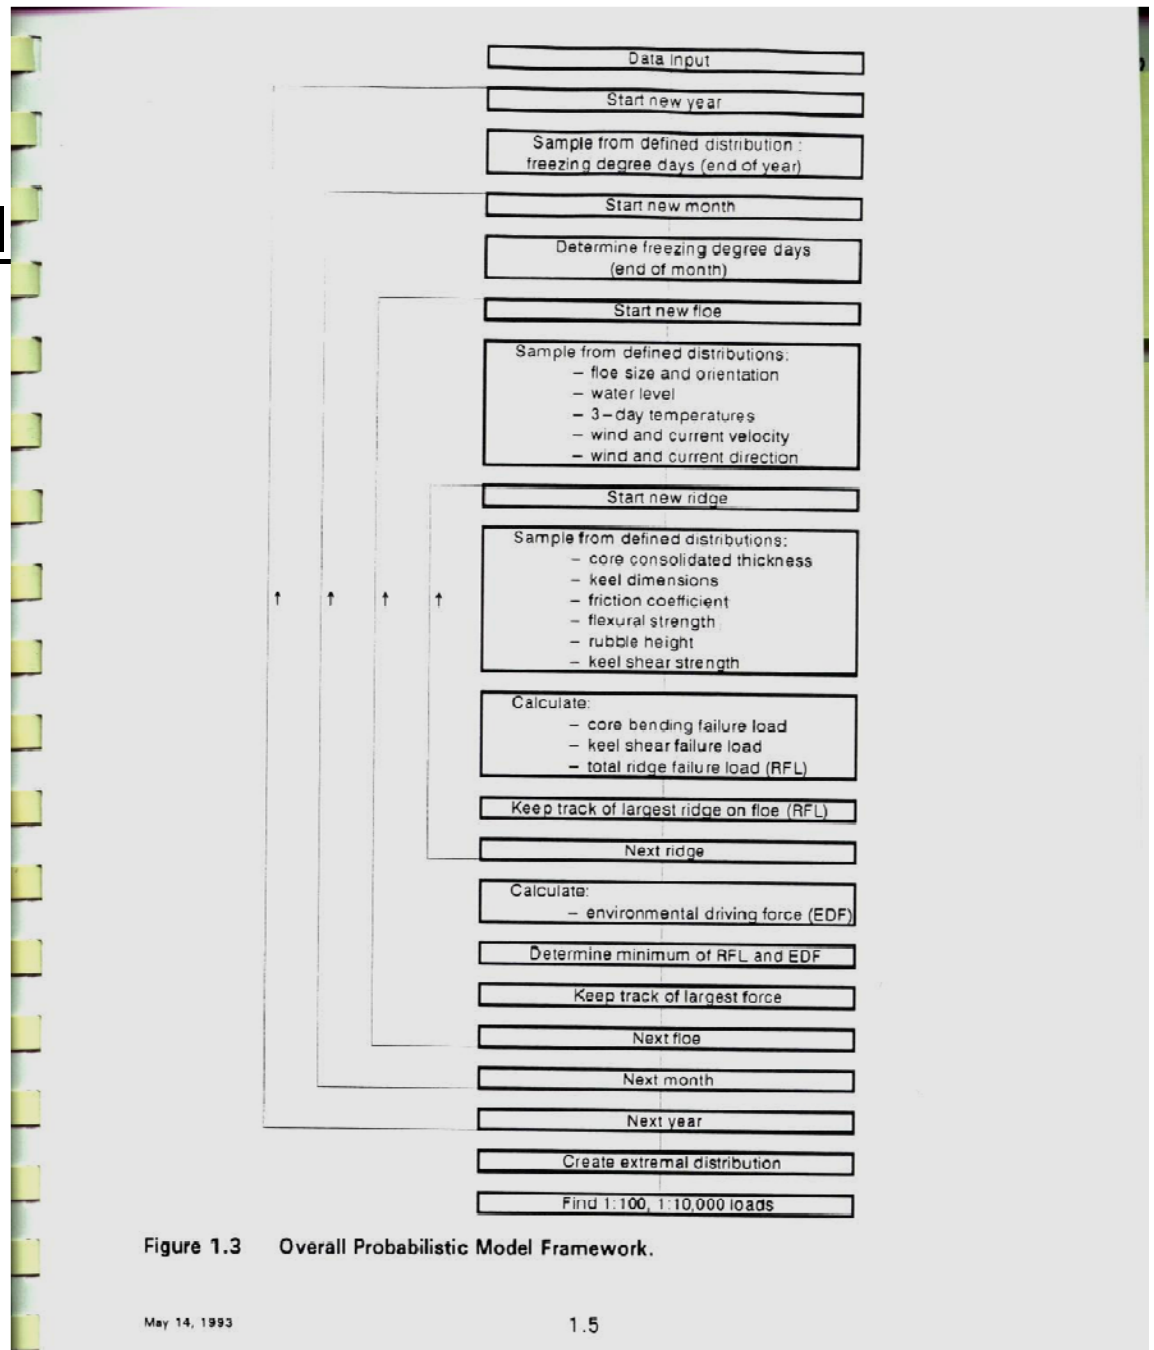 Data Input
Start new year
Sample from defined distribution :
freezing degree days (end of year)
Start new month
Determine freezing degree days
(end of month)
Start new floe
Sample from defined distributions:
– floe size and orientation
– water level
– 3–day temperatures
– wind and current velocity
– wind and current direction
Start new ridge
Sample from defined distributions:
– core consolidated thickness
– keel dimensions
– friction coefficient
– flexural strength
– rubble height
– keel shear strength
Calculate:
– core bending failure load
– keel shear failure load
– total ridge failure load (RFL)
Keep track of largest ridge on floe (RFL)
Next ridge
Calculate:
– environmental driving force (EDF)
Determine minimum of RFL and EDF
Keep track of largest force
Next floe
Next month
Next year
Create extremal distribution
Find 1:100, 1:10,000 loads
Figure 1.3 Overall Probabilistic Model Framework.
May 14, 1993
1.5